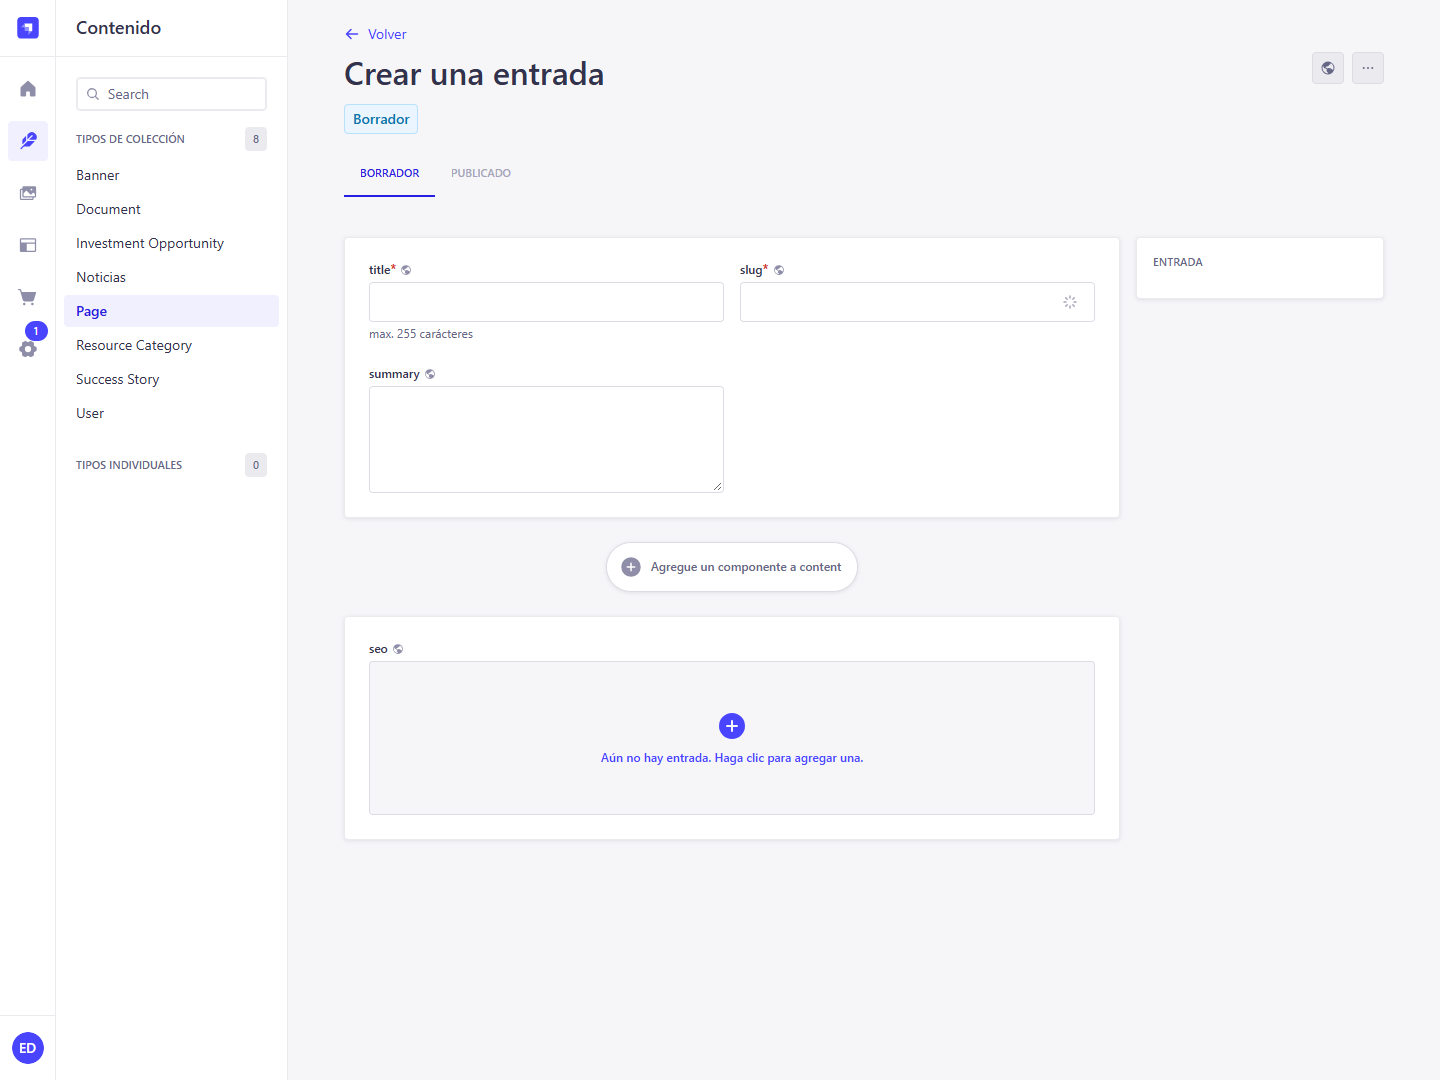 Contenido
Search
TIPOS DE COLECCIÓN 8
Banner
Document
Investment Opportunity
Noticias
Page
Resource Category
Success Story
User
TIPOS INDIVIDUALES 0
1
ED
Volver
Crear una entrada
Borrador
BORRADOR PUBLICADO
title* slug*
max. 255 carácteres
summary
Agregue un componente a content
seo
Aún no hay entrada. Haga clic para agregar una.
ENTRADA